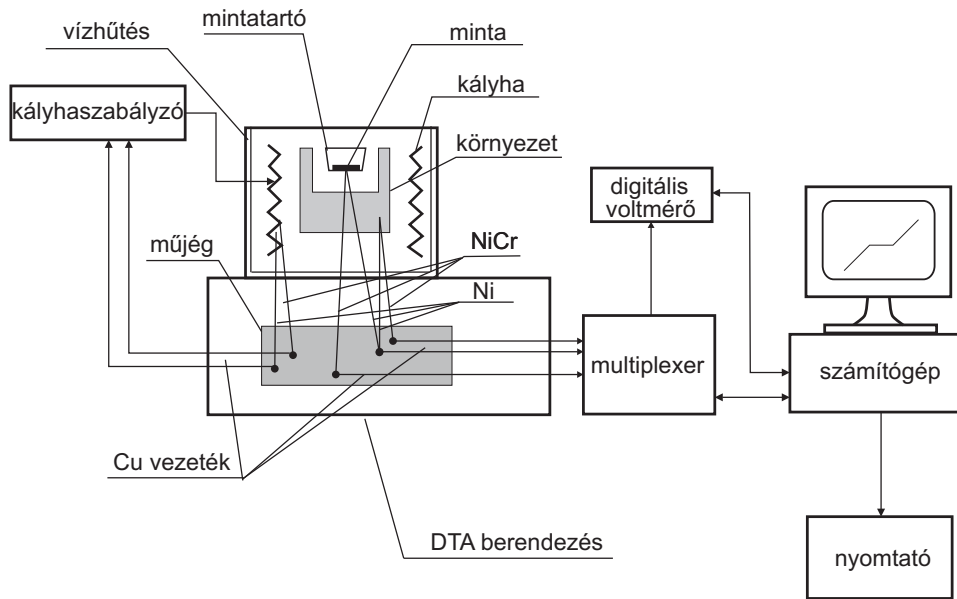 mintatartó
vízhűtés
minta
kályha
kályhaszabályzó
környezet
digitális
voltmérő
műjég
NiCr
Ni
multiplexer
számítógép
Cu vezeték
DTA berendezés
nyomtató